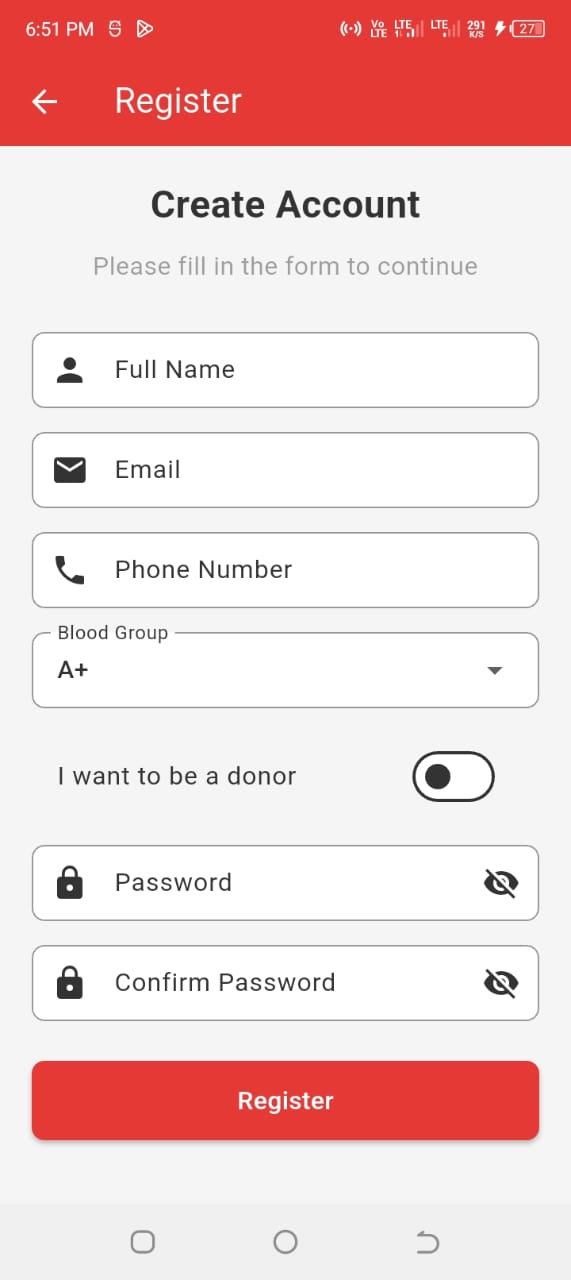 6:51 PM Vo LTE LTE LTE 291 K/S 27
Register
Create Account
Please fill in the form to continue
Full Name
Email
Phone Number
Blood Group
A+
I want to be a donor
Password
Confirm Password
Register